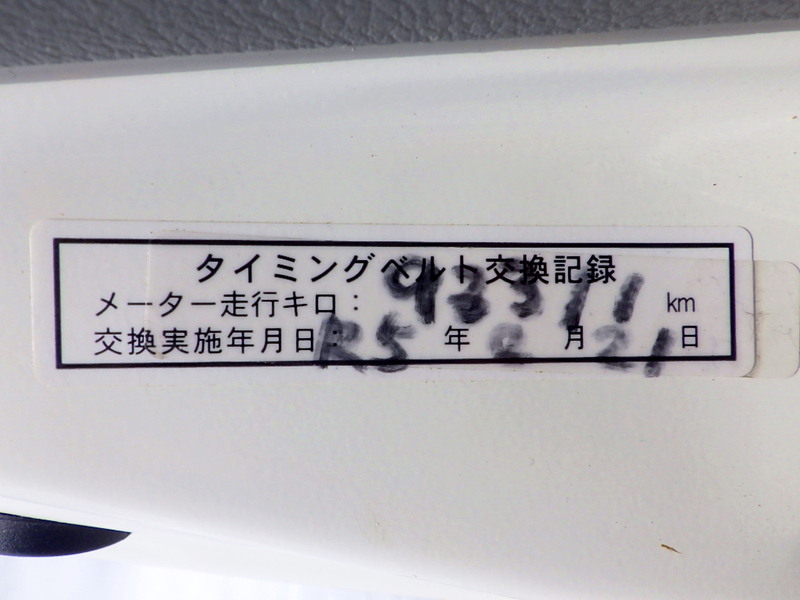 タイミングベルト交換記録
メーター走行キロ: 93311 km
交換実施年月日: R5 年 2 月 21 日